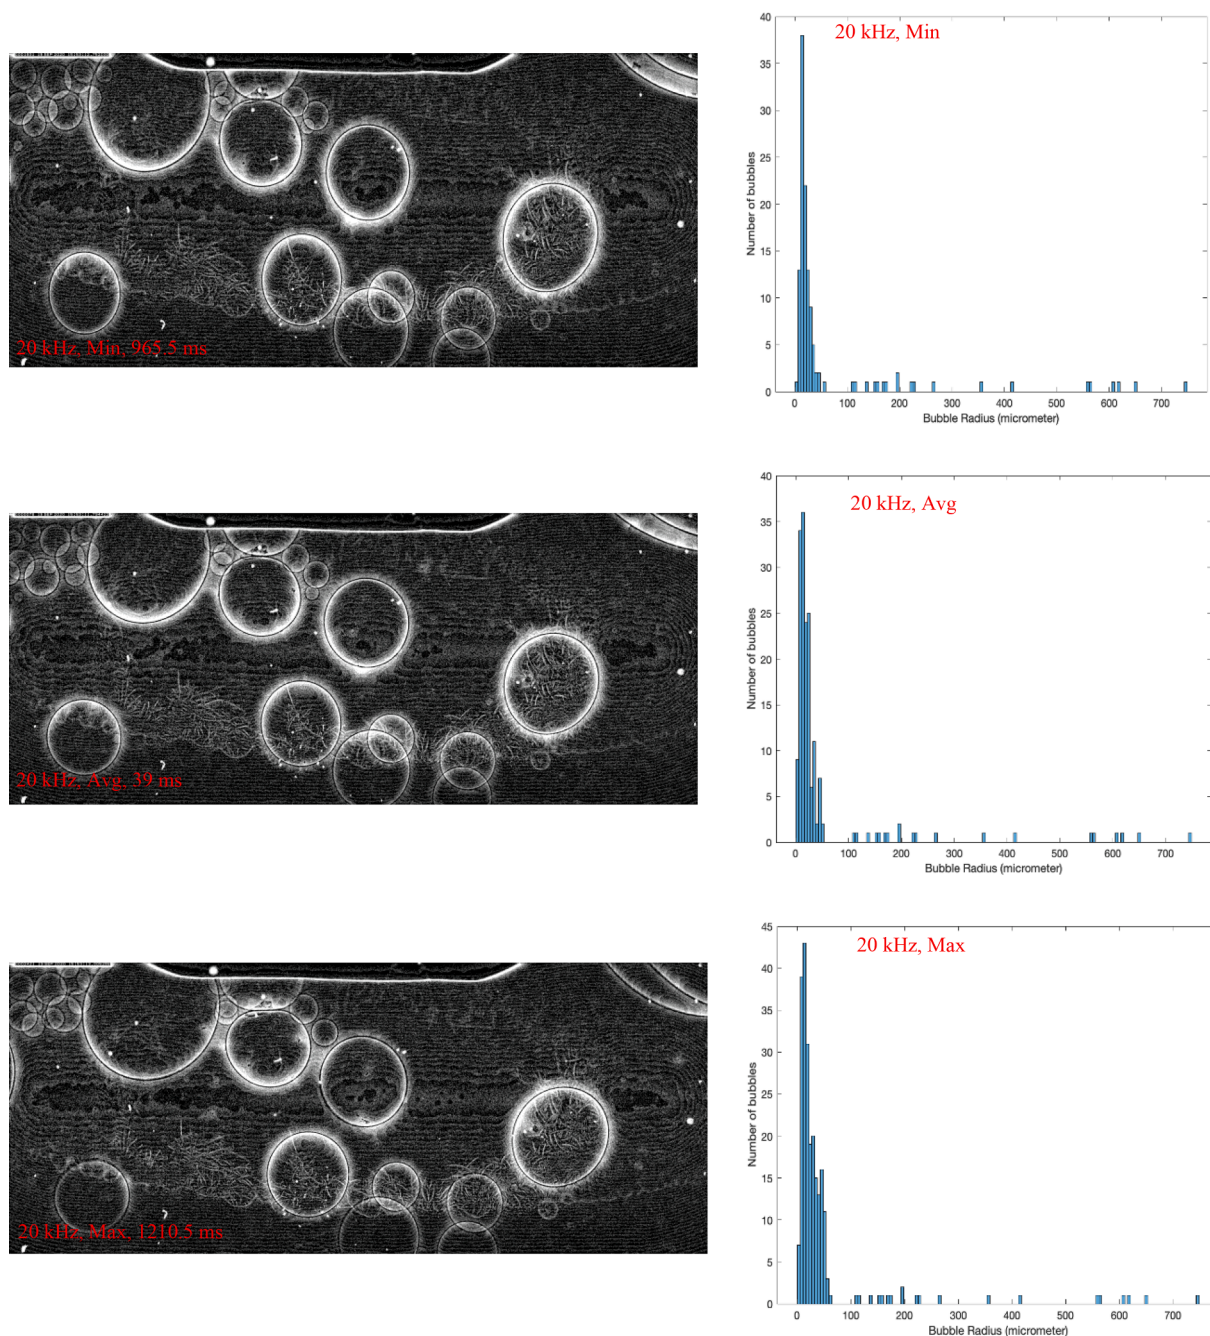 20 kHz, Min
40
35
30
25
20
15
10
5
0
Number of bubbles
0 100 200 300 400 500 600 700
Bubble Radius (micrometer)
20 kHz, Min, 965.5 ms
20 kHz, Avg
40
35
30
25
20
15
10
5
0
Number of bubbles
0 100 200 300 400 500 600 700
Bubble Radius (micrometer)
20 kHz, Avg, 39 ms
20 kHz, Max
45
40
35
30
25
20
15
10
5
0
Number of bubbles
0 100 200 300 400 500 600 700
Bubble Radius (micrometer)
20 kHz, Max, 1210.5 ms